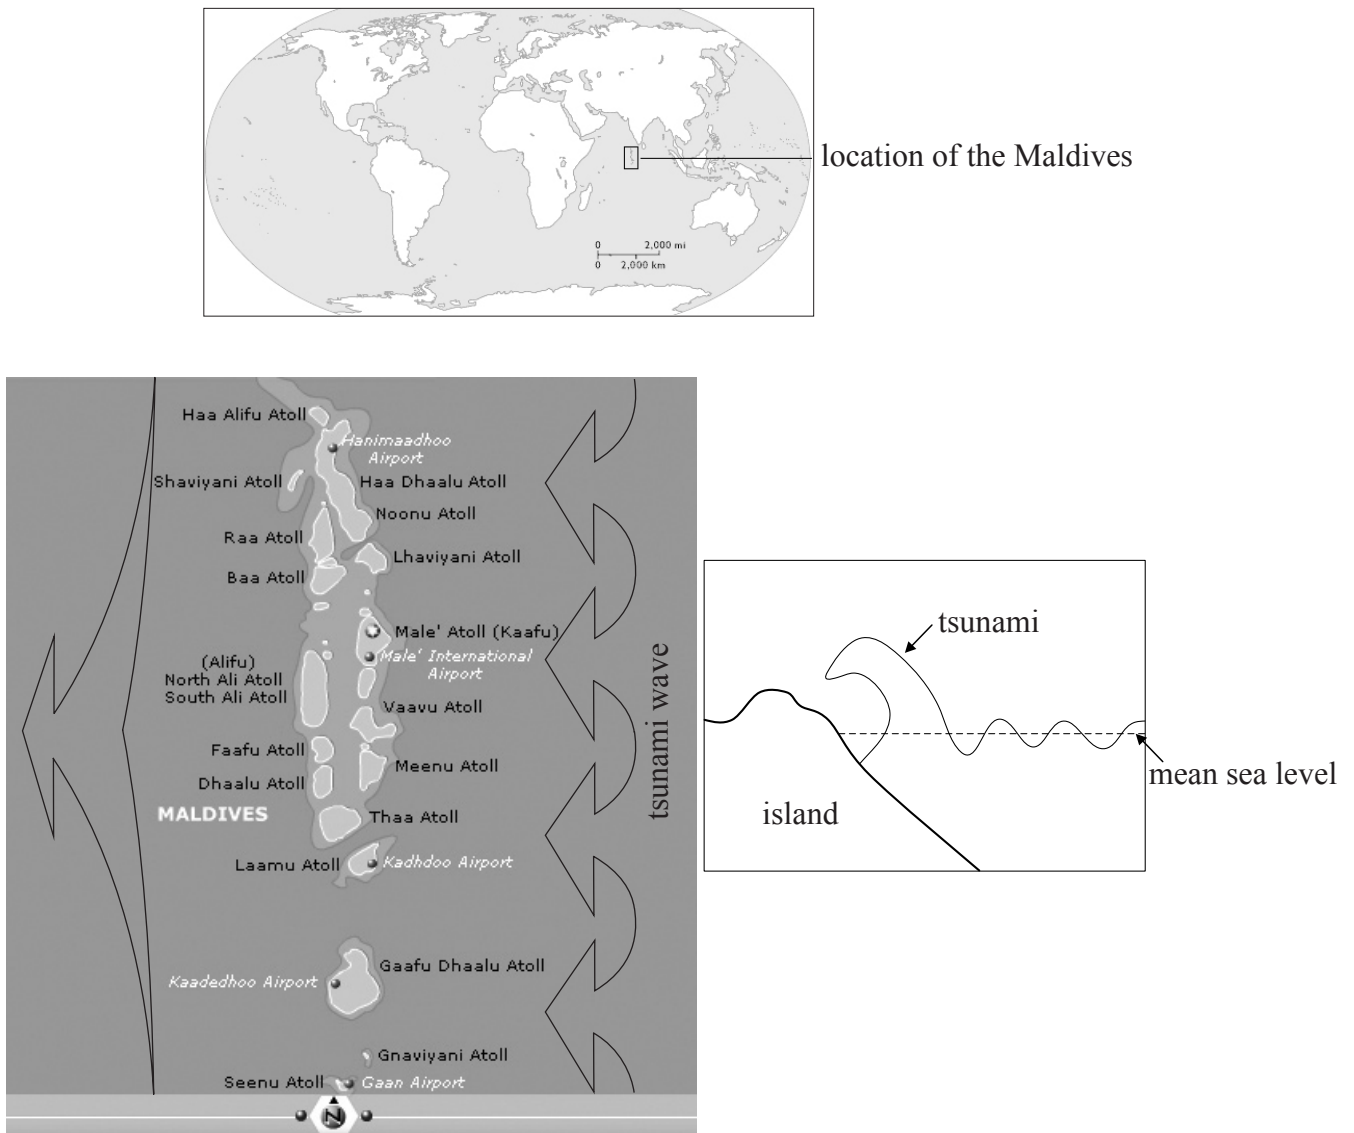 location of the Maldives
0 2,000 mi
0 2,000 km
Haa Alifu Atoll
Hanimaadhoo
Airport
Shaviyani Atoll
Haa Dhaalu Atoll
Noonu Atoll
Raa Atoll
Lhaviyani Atoll
Baa Atoll
Male' Atoll (Kaafu)
Male' International
Airport
(Alifu)
North Ali Atoll
South Ali Atoll
Vaavu Atoll
Faafu Atoll
Meenu Atoll
Dhaalu Atoll
MALDIVES
Thaa Atoll
Laamu Atoll
Kadhdoo Airport
Gaafu Dhaalu Atoll
Kaadedhoo Airport
Gnaviyani Atoll
Seenu Atoll
Gaan Airport
N
tsunami wave
tsunami
mean sea level
island